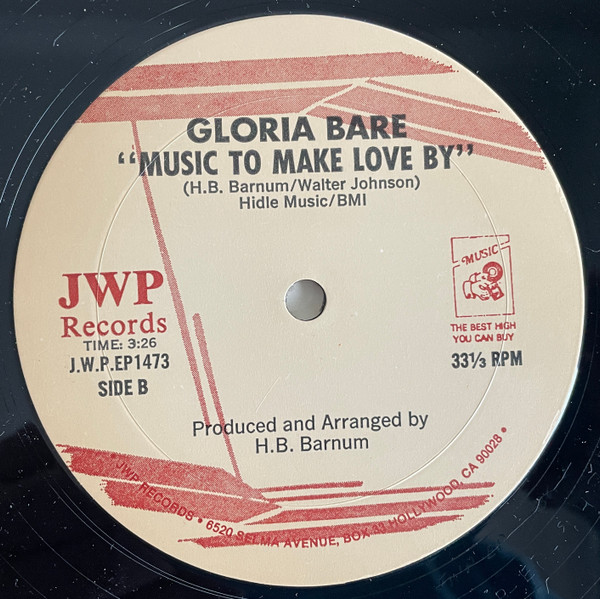 GLORIA BARE
"MUSIC TO MAKE LOVE BY"
(H.B. Barnum/Walter Johnson)
Hidle Music/BMI
JWP
Records
TIME: 3:26
J.W.P.EP1473
SIDE B
MUSIC
THE BEST HIGH
YOU CAN BUY
33⅓ RPM
Produced and Arranged by
H.B. Barnum
JWP RECORDS • 6520 SELMA AVENUE, BOX HOLLYWOOD, CA 90028 •